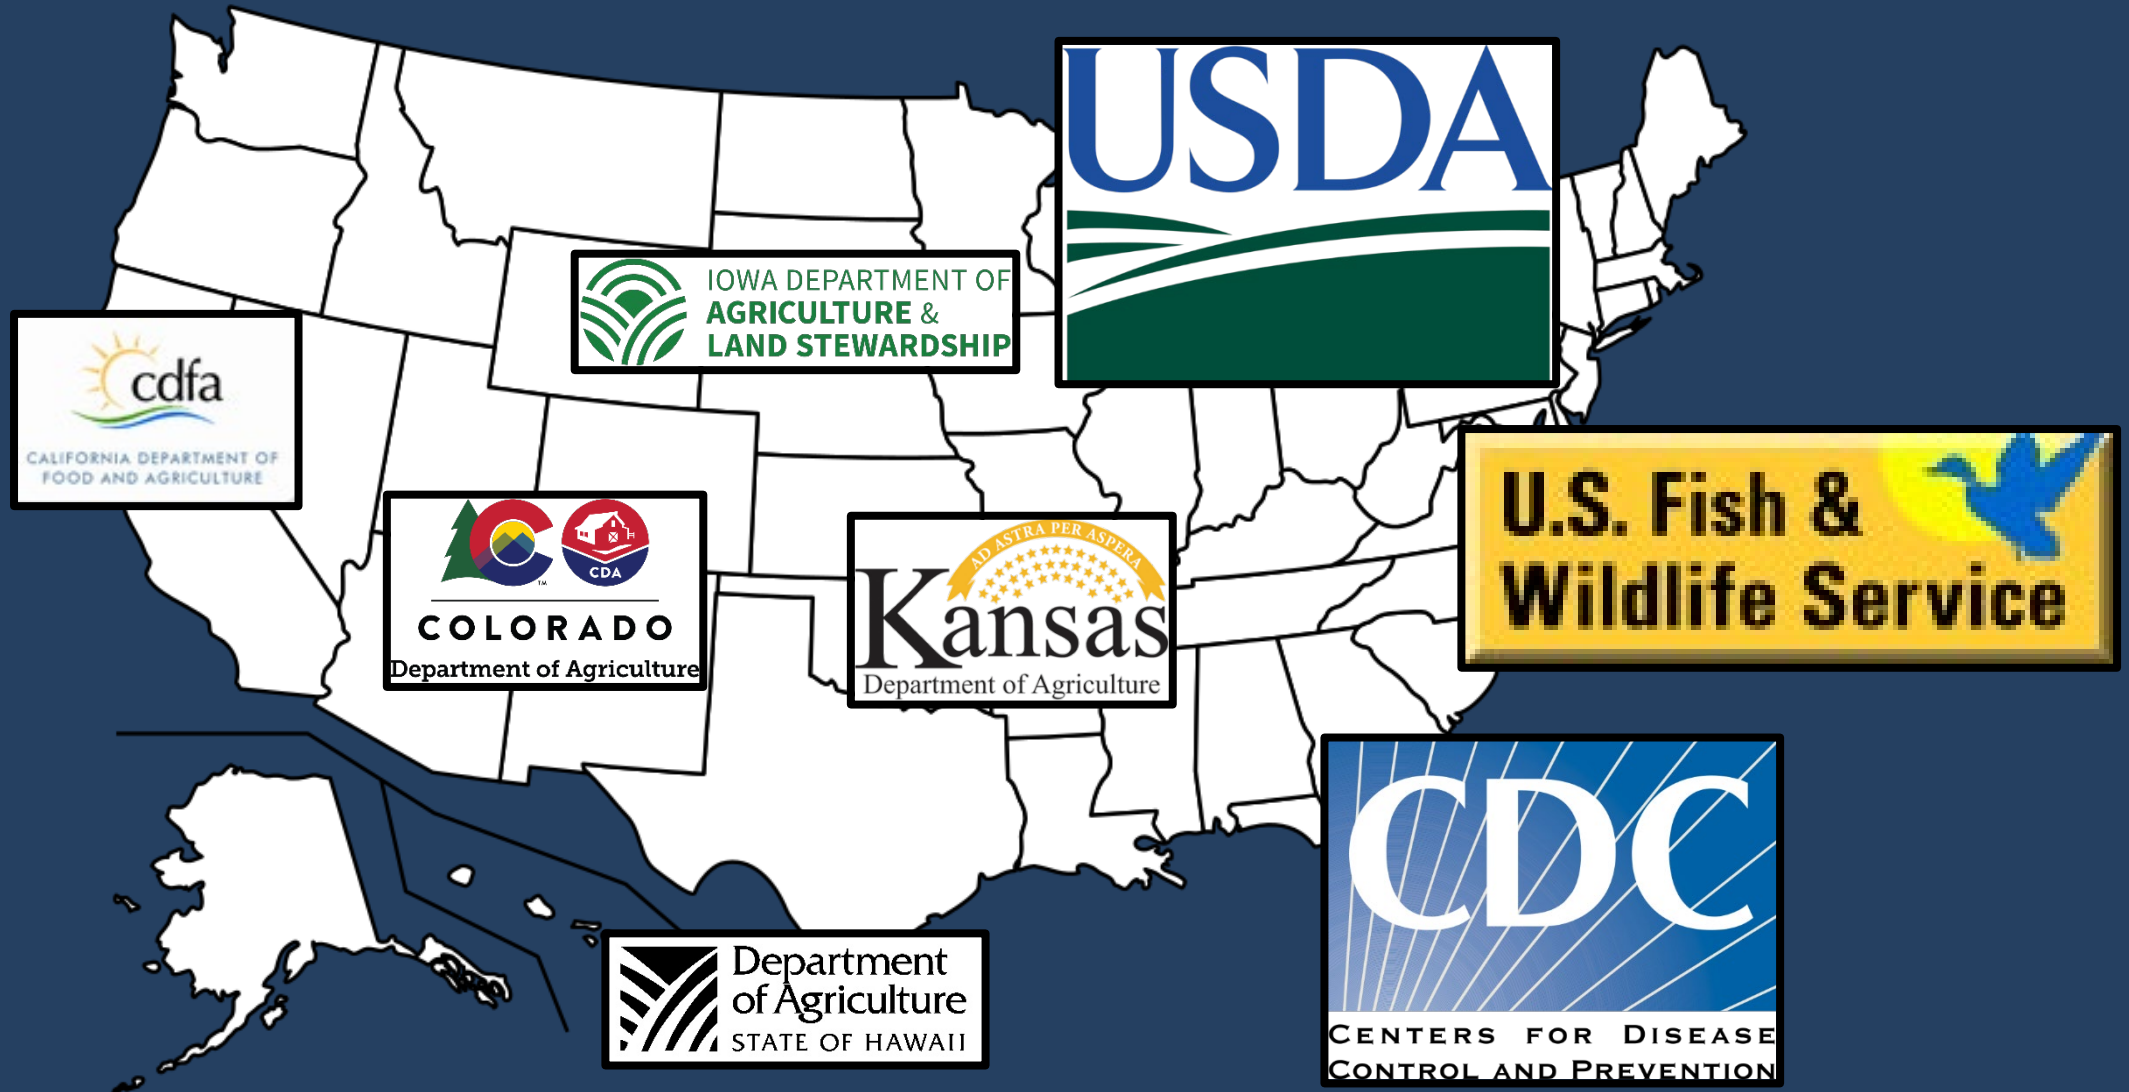 USDA
IOWA DEPARTMENT OF
AGRICULTURE &
LAND STEWARDSHIP
cdfa
CALIFORNIA DEPARTMENT OF
FOOD AND AGRICULTURE
U.S. Fish &
Wildlife Service
CDA
TM
COLORADO
Department of Agriculture
AD ASTRA PER ASPERA
Kansas
Department of Agriculture
CDC
CENTERS FOR DISEASE
CONTROL AND PREVENTION
Department
of Agriculture
STATE OF HAWAII